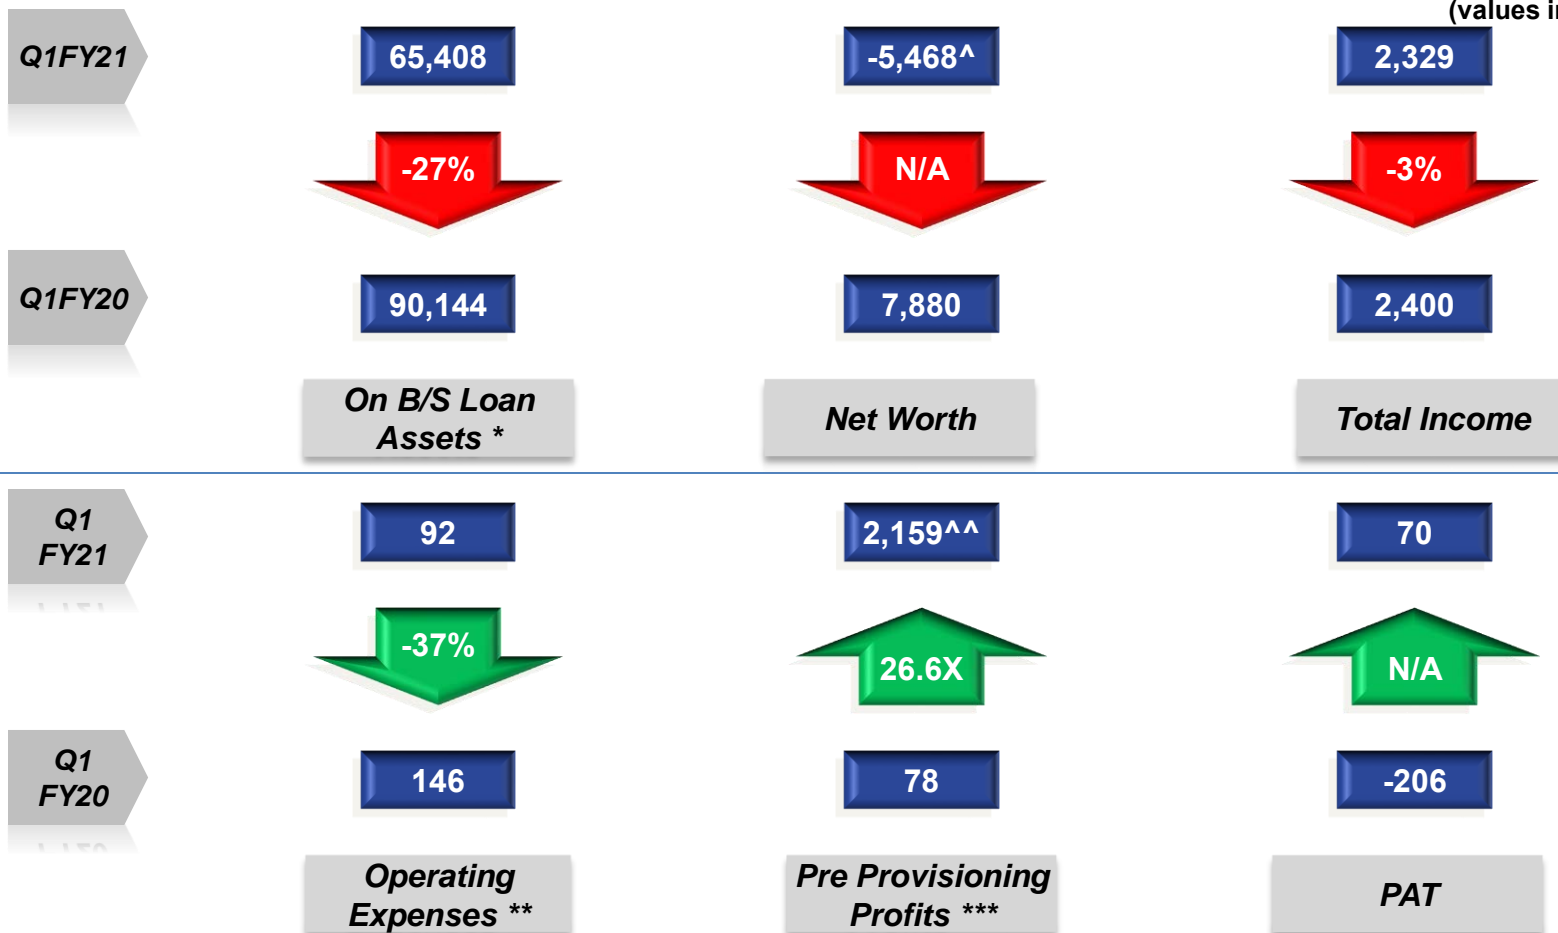 (values i
Q1FY21
65,408
-5,468^
2,329
-27%
N/A
-3%
Q1FY20
90,144
7,880
2,400
On B/S Loan
Assets *
Net Worth
Total Income
Q1
FY21
92
2,159^^
70
-37%
26.6X
N/A
Q1
FY20
146
78
-206
Operating
Expenses **
Pre Provisioning
Profits ***
PAT